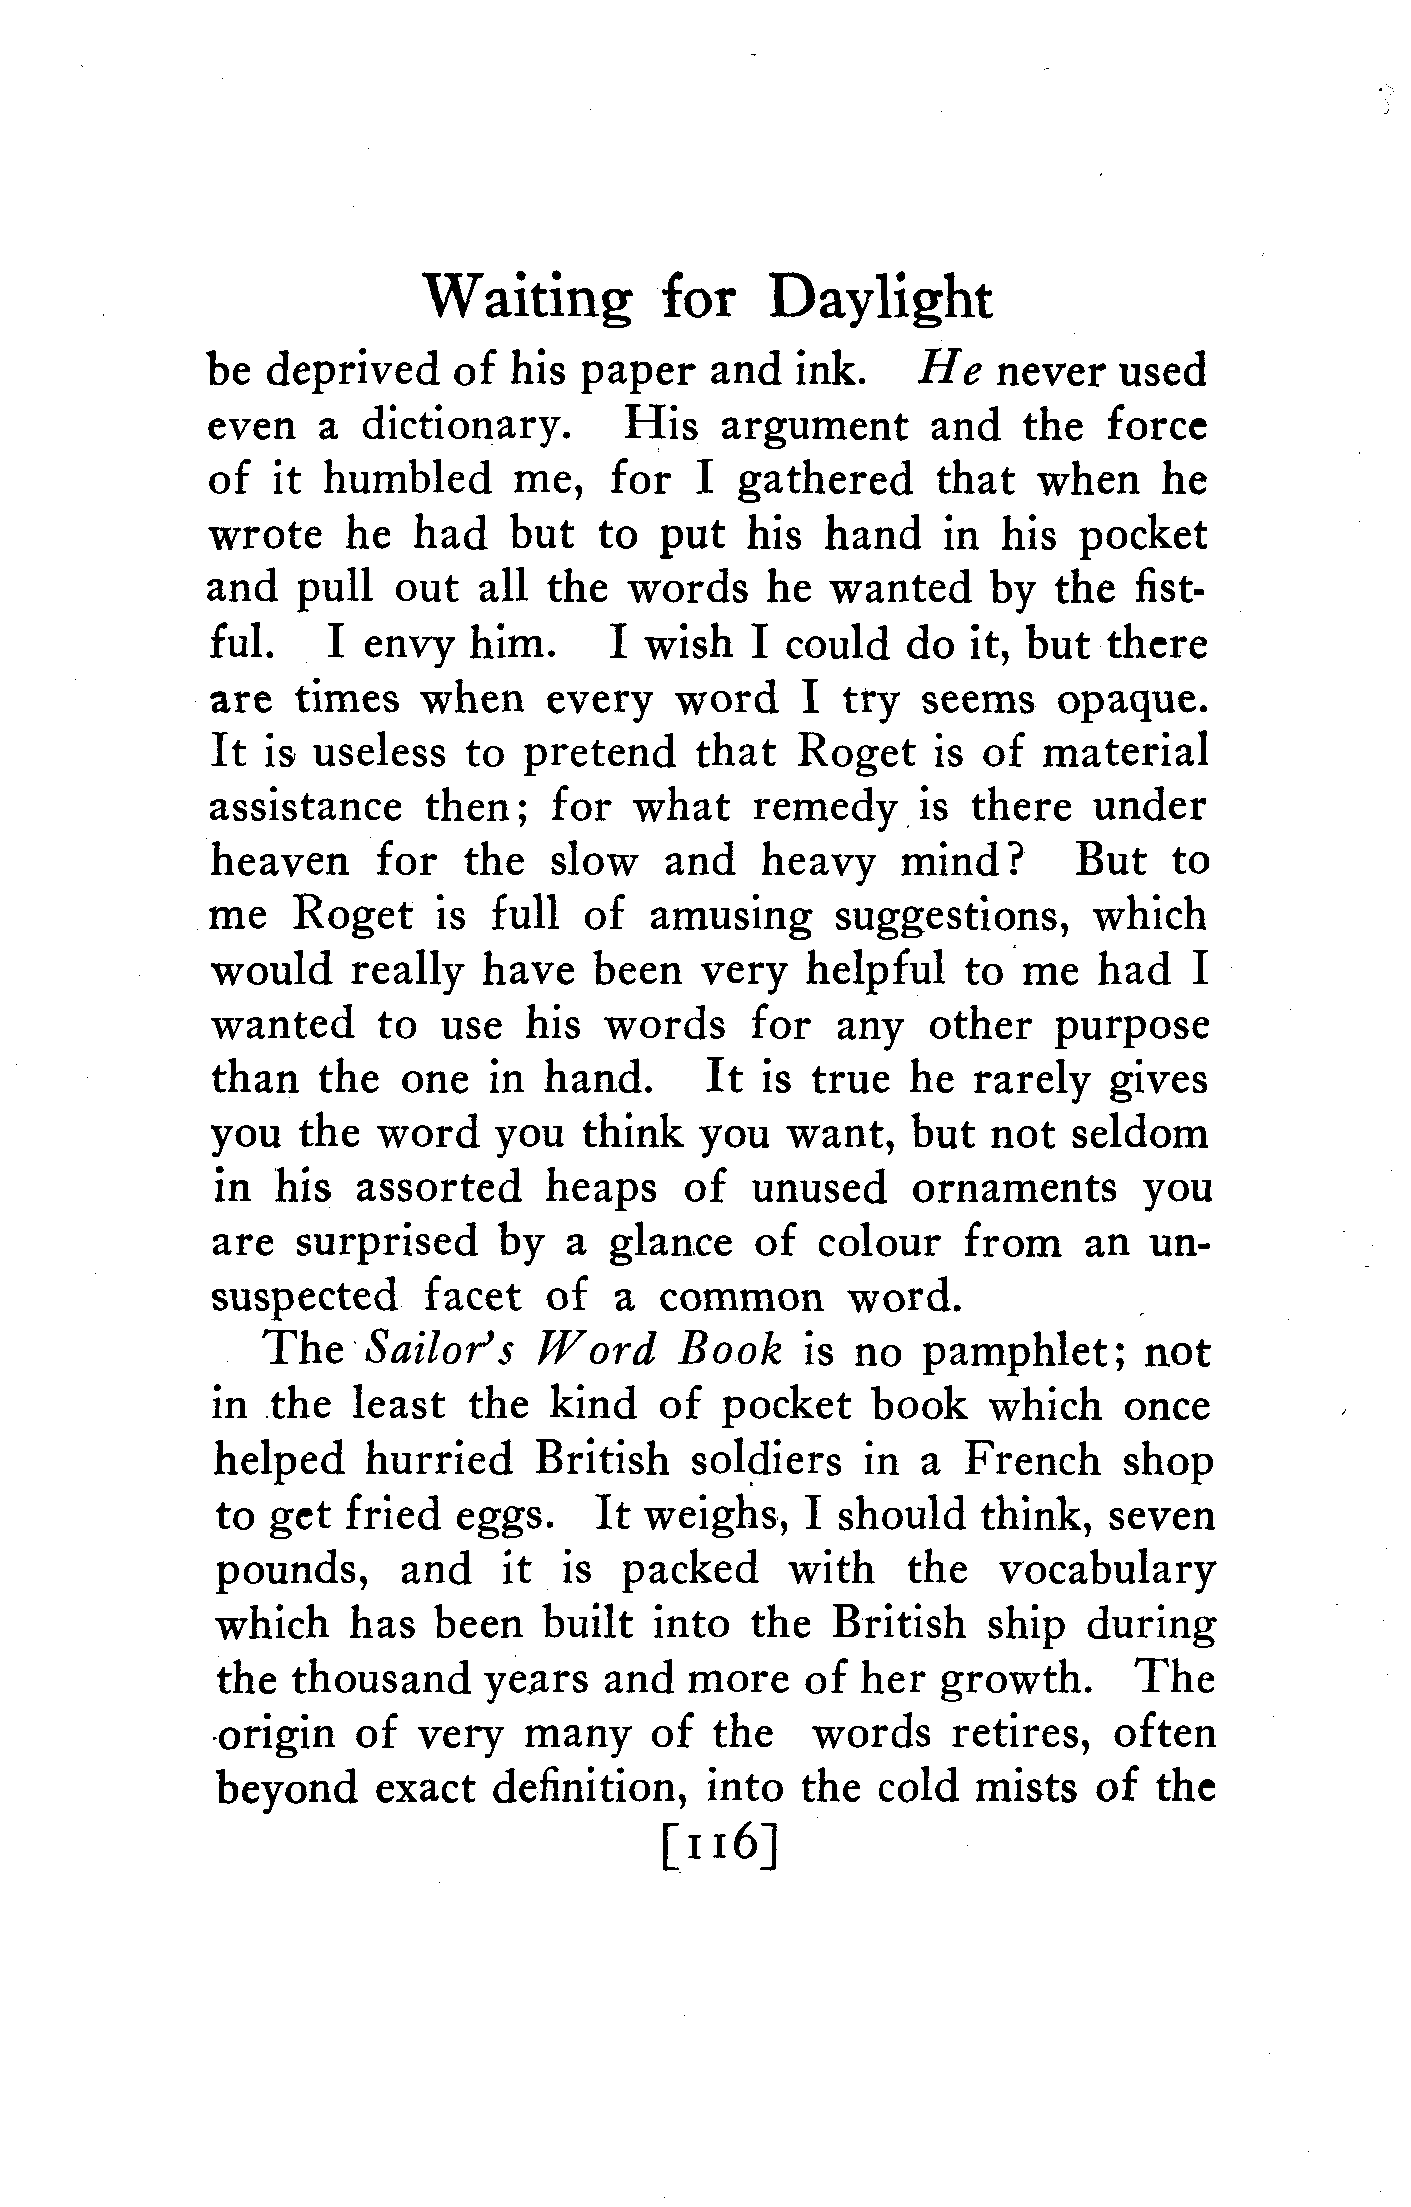 Waiting for Daylight
be deprived of his paper and ink. He never used
even a dictionary. His argument and the force
of it humbled me, for I gathered that when he
wrote he had but to put his hand in his pocket
and pull out all the words he wanted by the fist-
ful. I envy him. I wish I could do it, but there
are times when every word I try seems opaque.
It is useless to pretend that Roget is of material
assistance then; for what remedy is there under
heaven for the slow and heavy mind? But to
me Roget is full of amusing suggestions, which
would really have been very helpful to me had I
wanted to use his words for any other purpose
than the one in hand. It is true he rarely gives
you the word you think you want, but not seldom
in his assorted heaps of unused ornaments you
are surprised by a glance of colour from an un-
suspected facet of a common word.
The Sailor's Word Book is no pamphlet; not
in the least the kind of pocket book which once
helped hurried British soldiers in a French shop
to get fried eggs. It weighs, I should think, seven
pounds, and it is packed with the vocabulary
which has been built into the British ship during
the thousand years and more of her growth. The
origin of very many of the words retires, often
beyond exact definition, into the cold mists of the
[116]